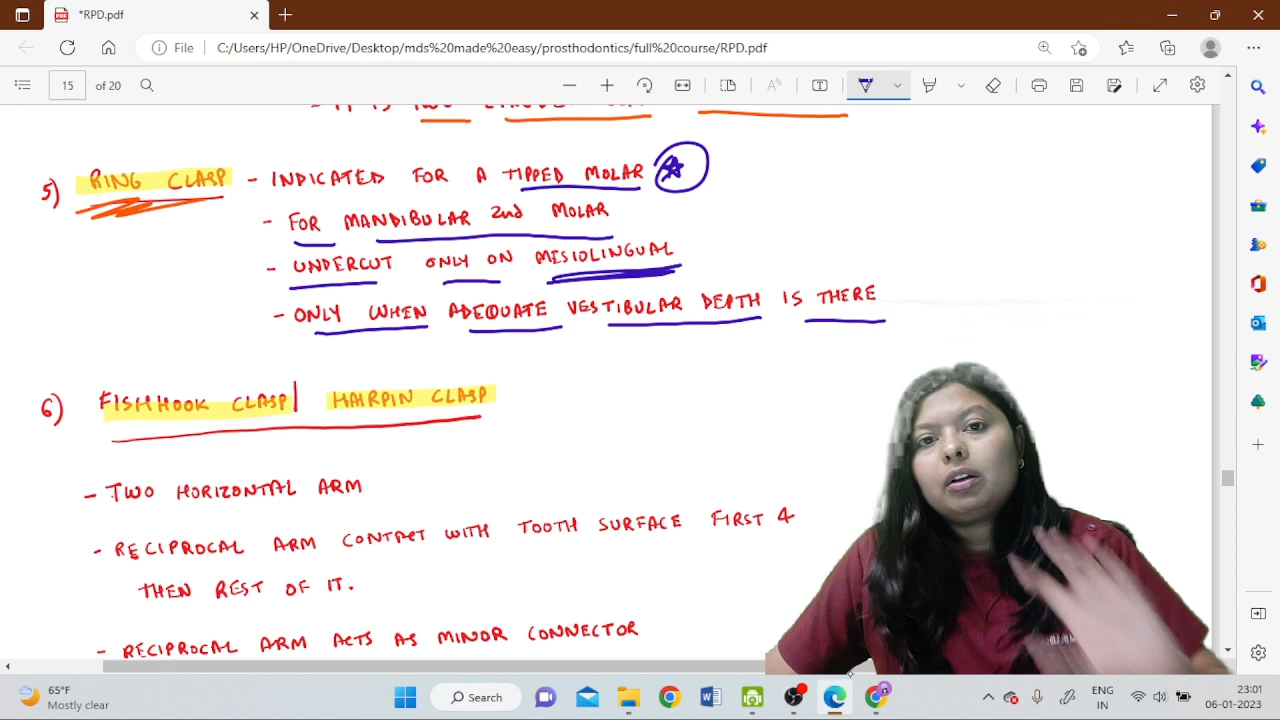 *RPD.pdf
File
C:/Users/HP/OneDrive/Desktop/mds%20made%20easy/prosthodontics/full%20course/RPD.pdf
15 of 20
- IT IS TWO
5) RING CLASP - INDICATED FOR A TIPPED MOLAR
- FOR MANDIBULAR 2nd MOLAR
- UNDERCUT ONLY ON MESIOLINGUAL
- ONLY WHEN ADEQUATE VESTIBULAR DEPTH IS THERE
6) FISHHOOK CLASP| HAIRPIN CLASP
- TWO HORIZONTAL ARM
- RECIPROCAL ARM CONTACT WITH TOOTH SURFACE FIRST &
THEN REST OF IT.
- RECIPROCAL ARM ACTS AS MINOR CONNECTOR
65°F
Mostly clear
Search
ENG
IN
23:01
06-01-2023